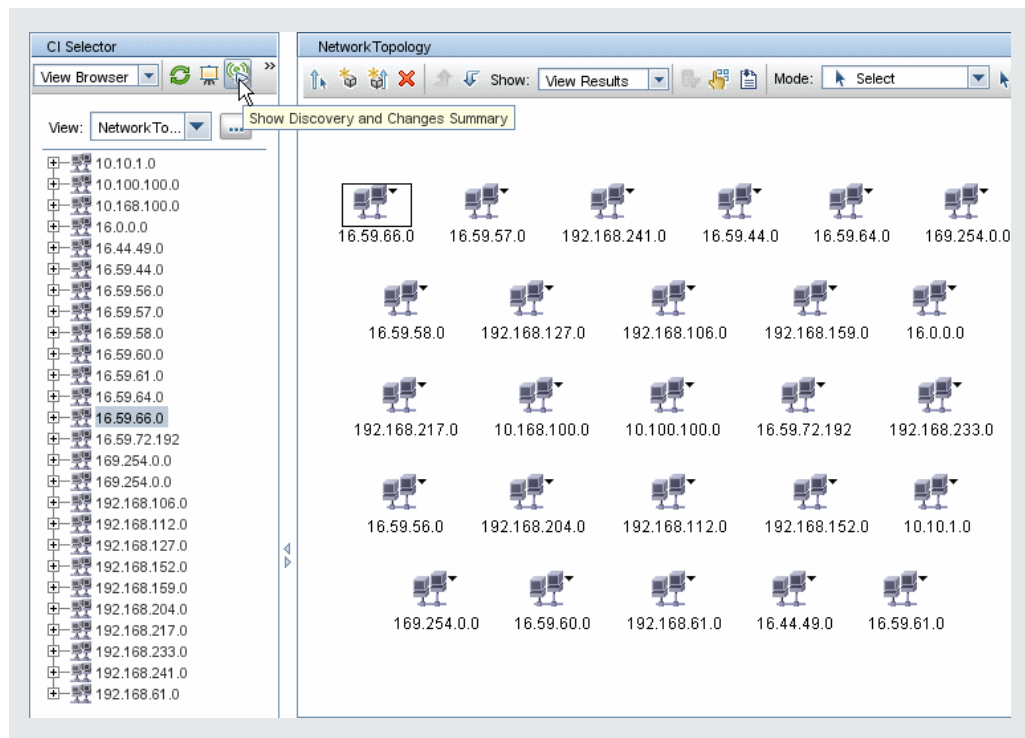 CI Selector
View Browser
»
View: NetworkTo... ...
10.10.1.0
10.100.100.0
10.168.100.0
16.0.0.0
16.44.49.0
16.59.44.0
16.59.56.0
16.59.57.0
16.59.58.0
16.59.60.0
16.59.61.0
16.59.64.0
16.59.66.0
16.59.72.192
169.254.0.0
169.254.0.0
192.168.106.0
192.168.112.0
192.168.127.0
192.168.152.0
192.168.159.0
192.168.204.0
192.168.217.0
192.168.233.0
192.168.241.0
192.168.61.0
Show Discovery and Changes Summary
NetworkTopology
Show: View Results Mode: Select
16.59.66.0 16.59.57.0 192.168.241.0 16.59.44.0 16.59.64.0 169.254.0.0
16.59.58.0 192.168.127.0 192.168.106.0 192.168.159.0 16.0.0.0
192.168.217.0 10.168.100.0 10.100.100.0 16.59.72.192 192.168.233.0
16.59.56.0 192.168.204.0 192.168.112.0 192.168.152.0 10.10.1.0
169.254.0.0 16.59.60.0 192.168.61.0 16.44.49.0 16.59.61.0